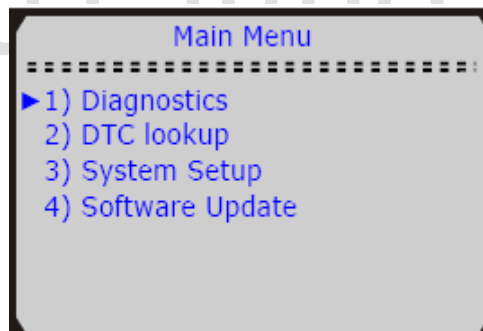 Main Menu
►1) Diagnostics
2) DTC lookup
3) System Setup
4) Software Update